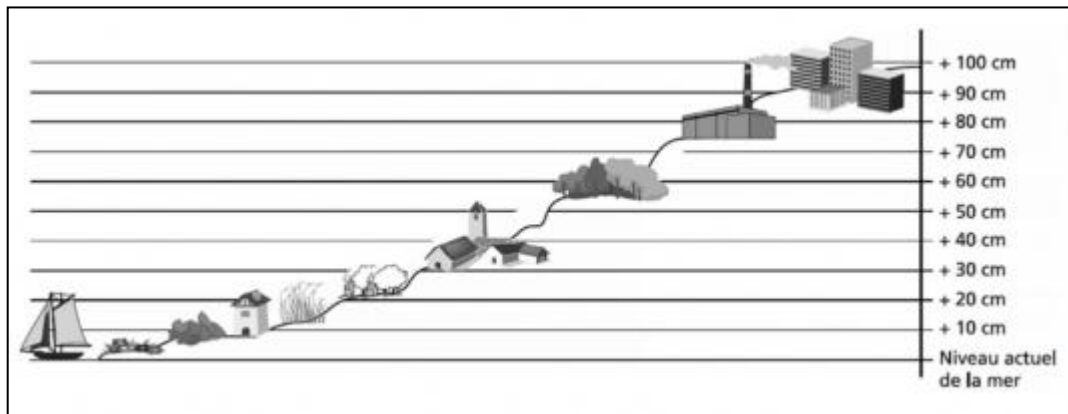 + 100 cm
+ 90 cm
+ 80 cm
+ 70 cm
+ 60 cm
+ 50 cm
+ 40 cm
+ 30 cm
+ 20 cm
+ 10 cm
Niveau actuel
de la mer